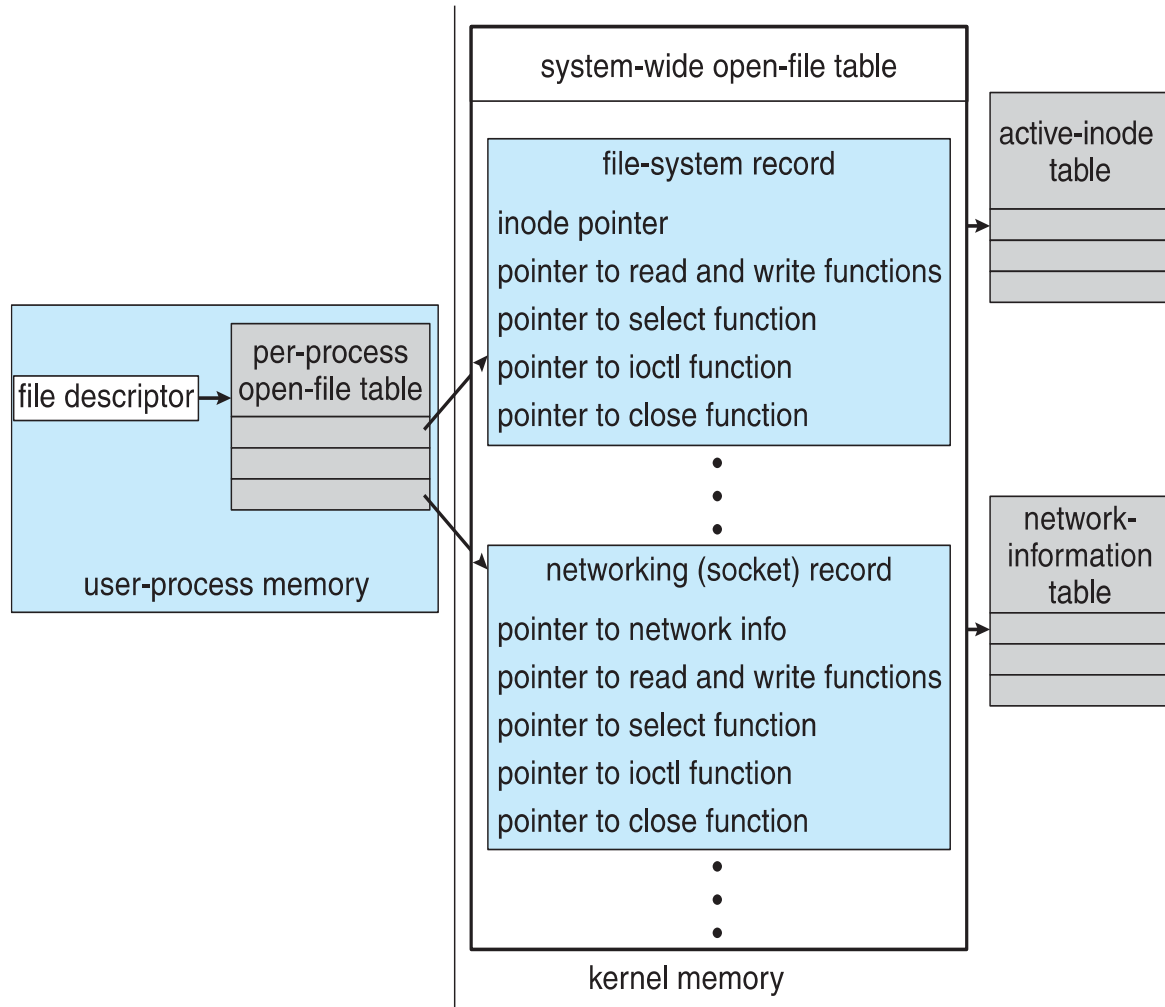 system-wide open-file table
file-system record
inode pointer
pointer to read and write functions
pointer to select function
pointer to ioctl function
pointer to close function
active-inode
table
file descriptor
per-process
open-file table
user-process memory
networking (socket) record
pointer to network info
pointer to read and write functions
pointer to select function
pointer to ioctl function
pointer to close function
network-
information
table
kernel memory